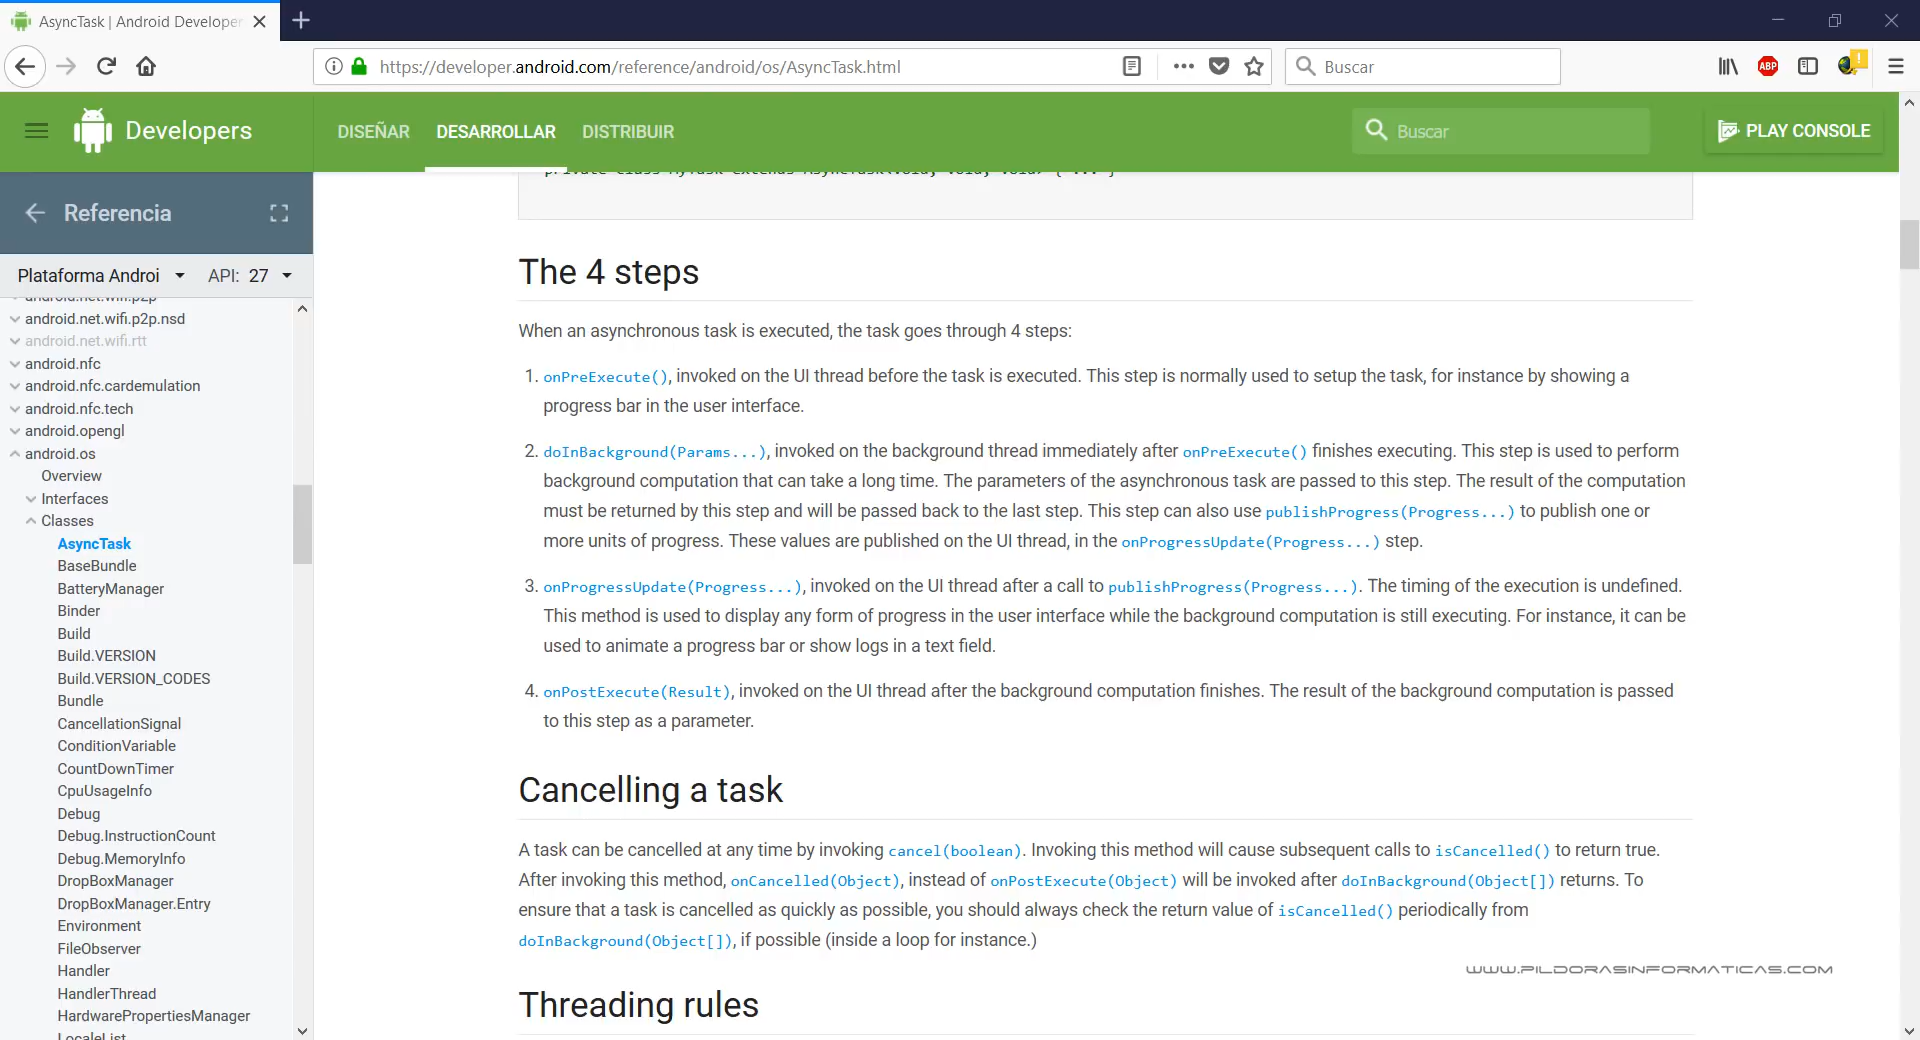 AsyncTask | Android Developer
https://developer.android.com/reference/android/os/AsyncTask.html
Buscar
ABP
Developers
DISEÑAR
DESARROLLAR
DISTRIBUIR
Buscar
PLAY CONSOLE
Referencia
Plataforma Androi
API: 27
android.net.wifi.p2p
android.net.wifi.p2p.nsd
android.net.wifi.rtt
android.nfc
android.nfc.cardemulation
android.nfc.tech
android.opengl
android.os
Overview
Interfaces
Classes
AsyncTask
BaseBundle
BatteryManager
Binder
Build
Build.VERSION
Build.VERSION_CODES
Bundle
CancellationSignal
ConditionVariable
CountDownTimer
CpuUsageInfo
Debug
Debug.InstructionCount
Debug.MemoryInfo
DropBoxManager
DropBoxManager.Entry
Environment
FileObserver
Handler
HandlerThread
HardwarePropertiesManager
LocaleList
private class MyTask extends AsyncTask<Void, Void, Void> { ... }
The 4 steps
When an asynchronous task is executed, the task goes through 4 steps:
1. onPreExecute(), invoked on the UI thread before the task is executed. This step is normally used to setup the task, for instance by showing a
progress bar in the user interface.
2. doInBackground(Params...), invoked on the background thread immediately after onPreExecute() finishes executing. This step is used to perform
background computation that can take a long time. The parameters of the asynchronous task are passed to this step. The result of the computation
must be returned by this step and will be passed back to the last step. This step can also use publishProgress(Progress...) to publish one or
more units of progress. These values are published on the UI thread, in the onProgressUpdate(Progress...) step.
3. onProgressUpdate(Progress...), invoked on the UI thread after a call to publishProgress(Progress...). The timing of the execution is undefined.
This method is used to display any form of progress in the user interface while the background computation is still executing. For instance, it can be
used to animate a progress bar or show logs in a text field.
4. onPostExecute(Result), invoked on the UI thread after the background computation finishes. The result of the background computation is passed
to this step as a parameter.
Cancelling a task
A task can be cancelled at any time by invoking cancel(boolean). Invoking this method will cause subsequent calls to isCancelled() to return true.
After invoking this method, onCancelled(Object), instead of onPostExecute(Object) will be invoked after doInBackground(Object[]) returns. To
ensure that a task is cancelled as quickly as possible, you should always check the return value of isCancelled() periodically from
doInBackground(Object[]), if possible (inside a loop for instance.)
WWW.PILDORASINFORMATICAS.COM
Threading rules